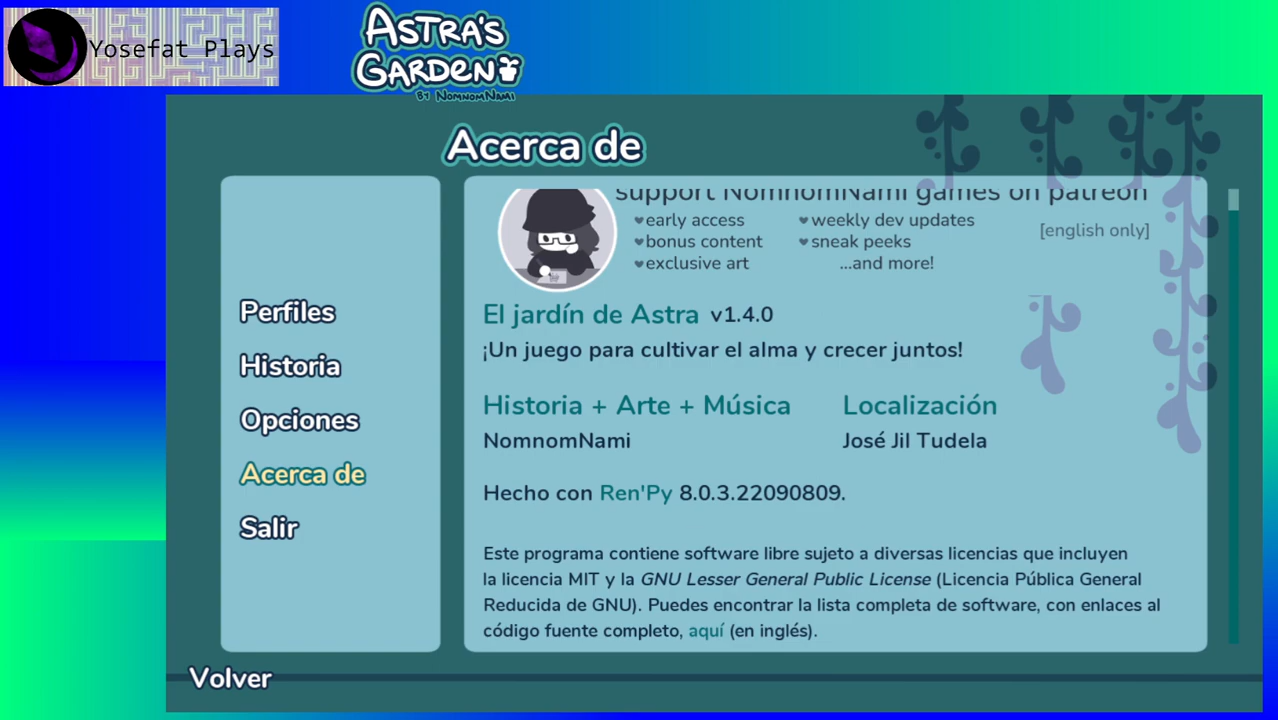 Yosefat Plays
ASTRA'S
GARDEN
BY NOMNOMNAMI
Acerca de
Perfiles
Historia
Opciones
Acerca de
Salir
support NomnomNami games on patreon
early access
bonus content
exclusive art
weekly dev updates
sneak peeks
...and more!
[english only]
El jardín de Astra v1.4.0
¡Un juego para cultivar el alma y crecer juntos!
Historia + Arte + Música
NomnomNami
Localización
José Jil Tudela
Hecho con Ren'Py 8.0.3.22090809.
Este programa contiene software libre sujeto a diversas licencias que incluyen
la licencia MIT y la GNU Lesser General Public License (Licencia Pública General
Reducida de GNU). Puedes encontrar la lista completa de software, con enlaces al
código fuente completo, aquí (en inglés).
Volver